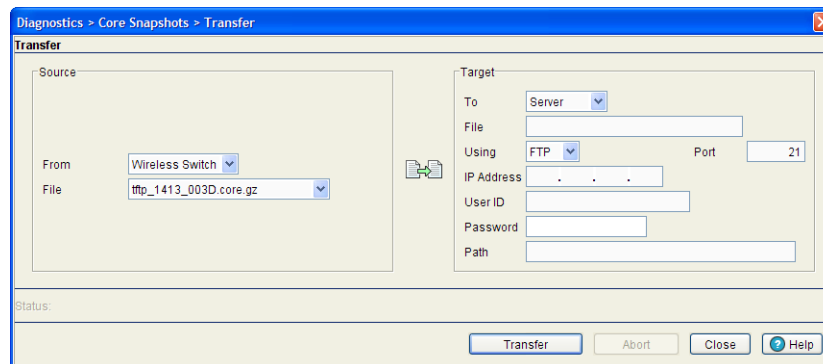 Diagnostics > Core Snapshots > Transfer
Transfer
Source
From Wireless Switch
File tftp_1413_003D.core.gz
Target
To Server
File
Using FTP Port 21
IP Address . . .
User ID
Password
Path
Status:
Transfer Abort Close ? Help